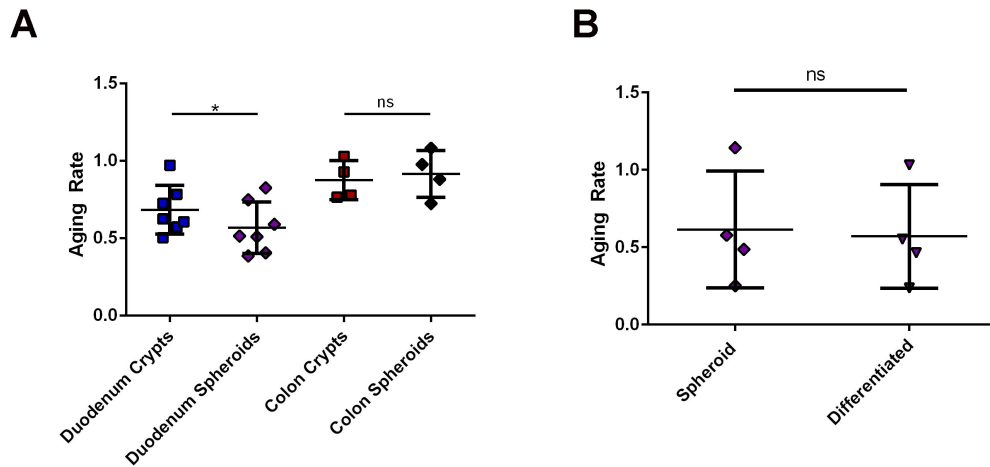 A
1.5
1.0
0.5
0.0
Aging Rate
*
ns
Duodenum Crypts
Duodenum Spheroids
Colon Crypts
Colon Spheroids
B
1.5
1.0
0.5
0.0
Aging Rate
ns
Spheroid
Differentiated